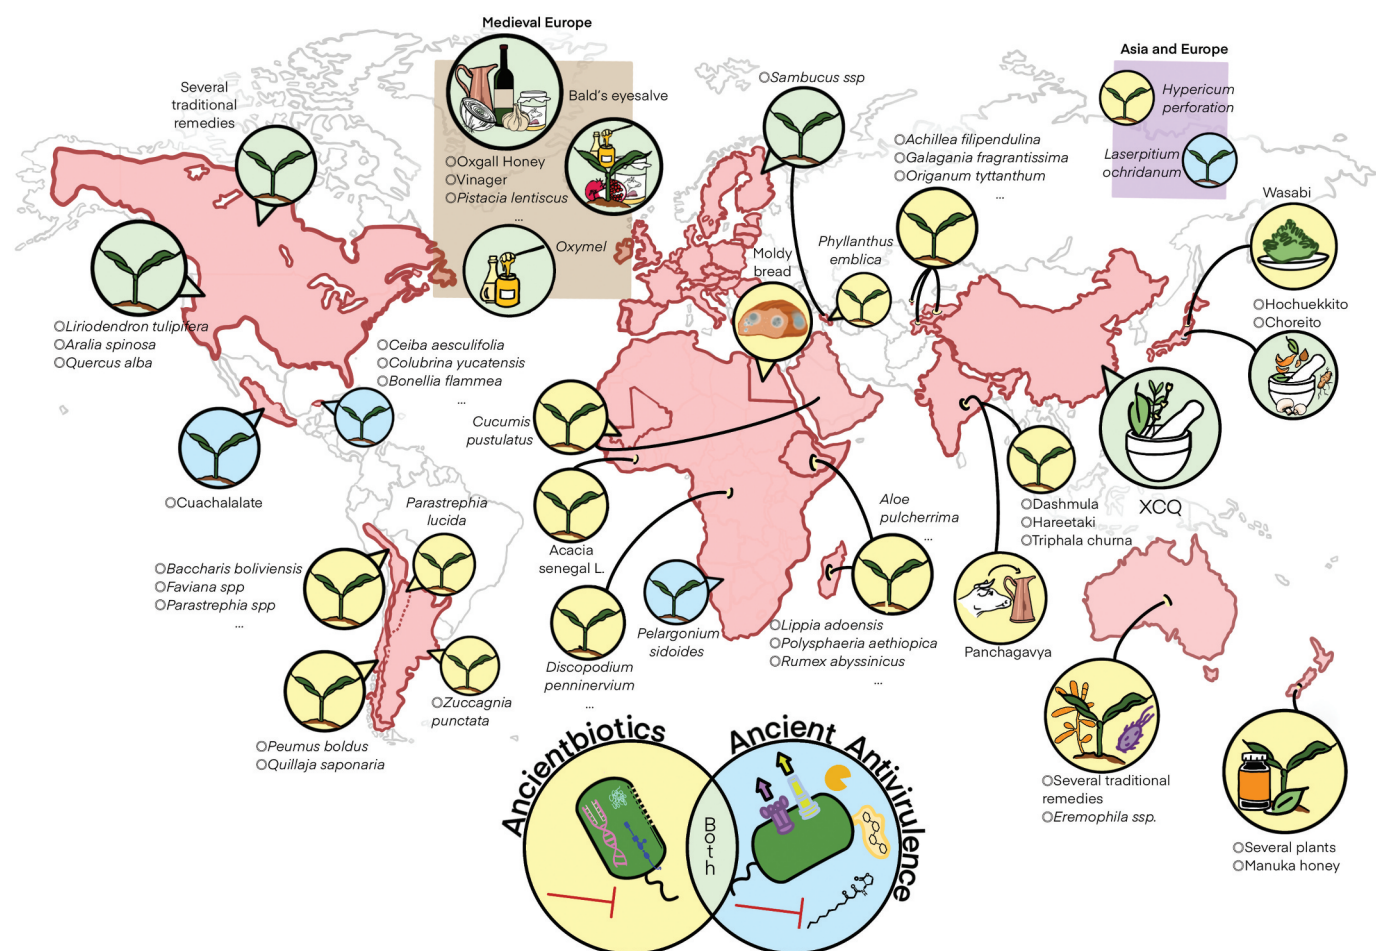 Medieval Europe
Asia and Europe
Several
traditional
remedies
Bald's eyesalve
Oxgall Honey
Vinager
Pistacia lentiscus
...
Oxymel
Sambucus ssp
Achillea filipendulina
Galagania fragrantissima
Origanum tyttanthum
...
Hypericum
perforation
Laserpitium
ochridanum
Wasabi
Hochuekkito
Choreito
Moldy
bread
Phyllanthus
emblica
Liriodendron tulipifera
Aralia spinosa
Quercus alba
Ceiba aesculifolia
Colubrina yucatensis
Bonellia flammea
...
Cuachalalate
Cucumis
pustulatus
Acacia
senegal L.
Parastrephia
lucida
Baccharis boliviensis
Faviana spp
Parastrephia spp
...
Peumus boldus
Quillaja saponaria
Zuccagnia
punctata
Discopodium
penninervium
...
Pelargonium
sidoides
Aloe
pulcherrima
...
Lippia adoensis
Polysphaeria aethiopica
Rumex abyssinicus
...
Dashmula
Hareetaki
Triphala churna
Panchagavya
XCQ
Several traditional
remedies
Eremophila ssp.
Several plants
Manuka honey
Ancientbiotics
Both
Ancient Antivirulence